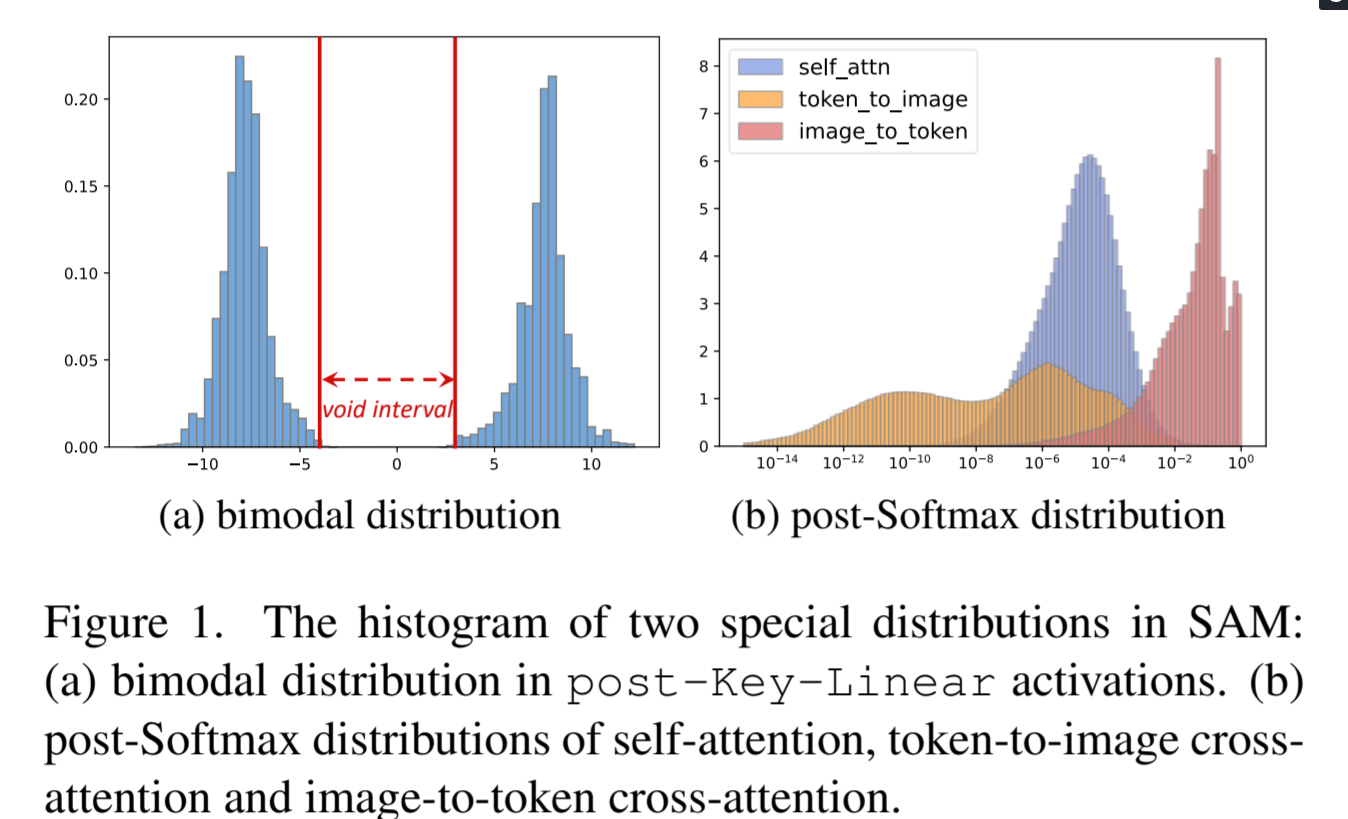 0.20
0.15
0.10
0.05
0.00
−10
−5
0
5
10
void interval
(a) bimodal distribution
self_attn
token_to_image
image_to_token
8
7
6
5
4
3
2
1
0
10⁻¹⁴
10⁻¹²
10⁻¹⁰
10⁻⁸
10⁻⁶
10⁻⁴
10⁻²
10⁰
(b) post-Softmax distribution
Figure 1. The histogram of two special distributions in SAM:
(a) bimodal distribution in post-Key-Linear activations. (b)
post-Softmax distributions of self-attention, token-to-image cross-
attention and image-to-token cross-attention.